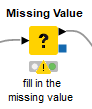 Missing Value
?
fill in the
missing value